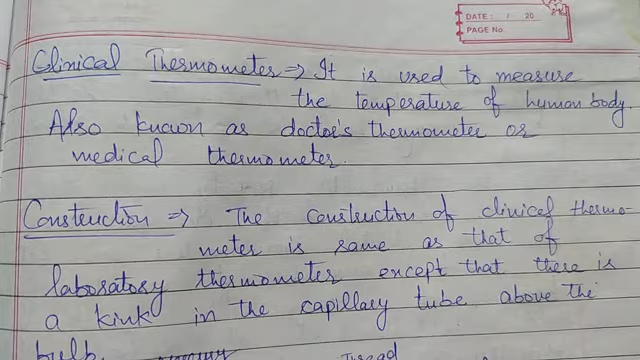 DATE: / 20
PAGE No.
Clinical Thermometer ⇒ It is used to measure
the temperature of human body.
Also known as doctor's thermometer or
medical thermometer.
Construction ⇒ The construction of clinical thermo-
meter is same as that of
laboratory thermometer except that there is
a kink in the capillary tube above the
bulb. Thread